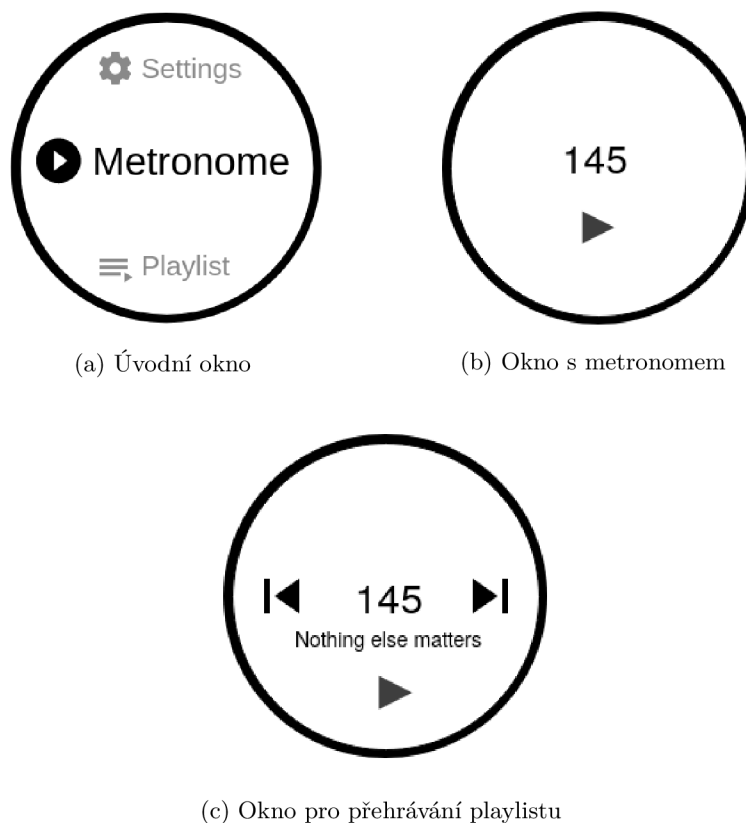 Settings
Metronome
Playlist
145
(a) Úvodní okno
(b) Okno s metronomem
145
Nothing else matters
(c) Okno pro přehrávání playlistu